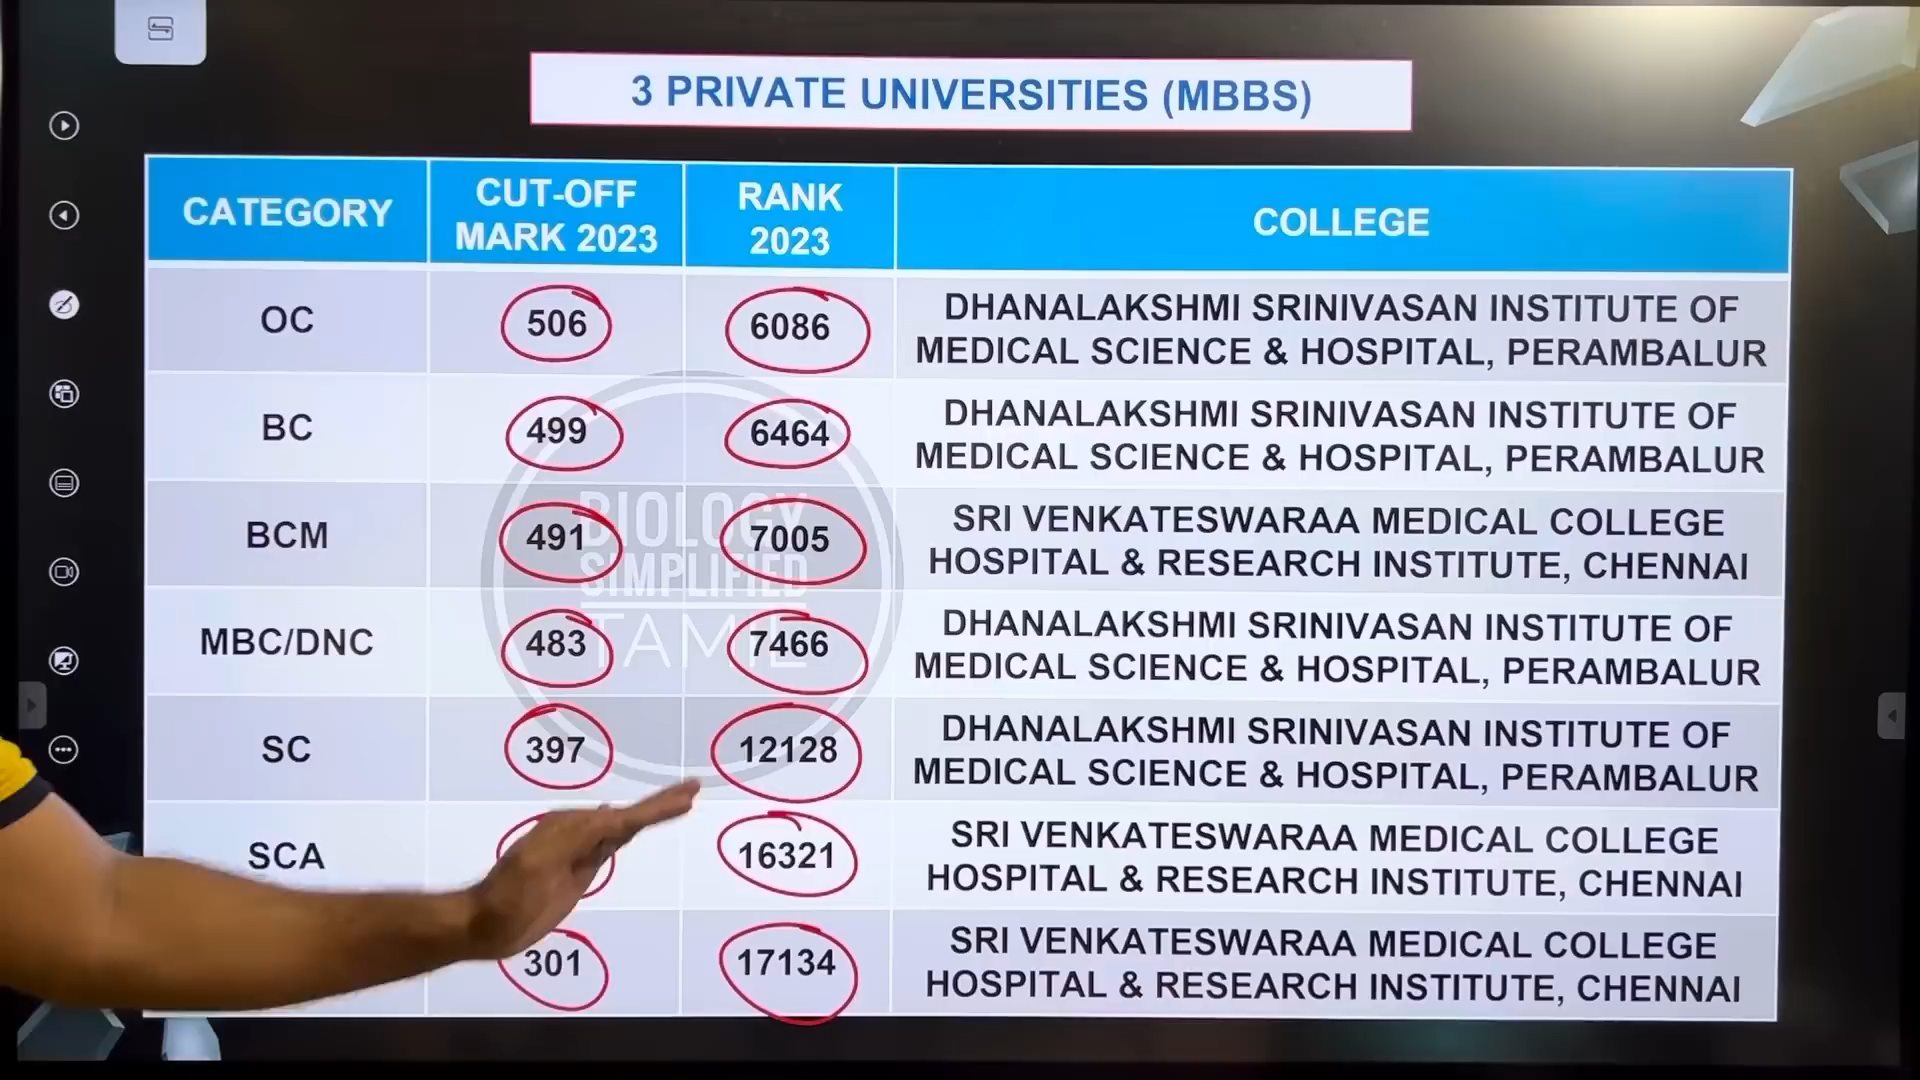 3 PRIVATE UNIVERSITIES (MBBS)
CATEGORY
CUT-OFF
MARK 2023
RANK
2023
COLLEGE
OC
506
6086
DHANALAKSHMI SRINIVASAN INSTITUTE OF
MEDICAL SCIENCE & HOSPITAL, PERAMBALUR
BC
499
6464
DHANALAKSHMI SRINIVASAN INSTITUTE OF
MEDICAL SCIENCE & HOSPITAL, PERAMBALUR
BCM
491
7005
SRI VENKATESWARAA MEDICAL COLLEGE
HOSPITAL & RESEARCH INSTITUTE, CHENNAI
MBC/DNC
483
7466
DHANALAKSHMI SRINIVASAN INSTITUTE OF
MEDICAL SCIENCE & HOSPITAL, PERAMBALUR
SC
397
12128
DHANALAKSHMI SRINIVASAN INSTITUTE OF
MEDICAL SCIENCE & HOSPITAL, PERAMBALUR
SCA
16321
SRI VENKATESWARAA MEDICAL COLLEGE
HOSPITAL & RESEARCH INSTITUTE, CHENNAI
301
17134
SRI VENKATESWARAA MEDICAL COLLEGE
HOSPITAL & RESEARCH INSTITUTE, CHENNAI
BIOLOGY
SIMPLIFIED
TAMIL